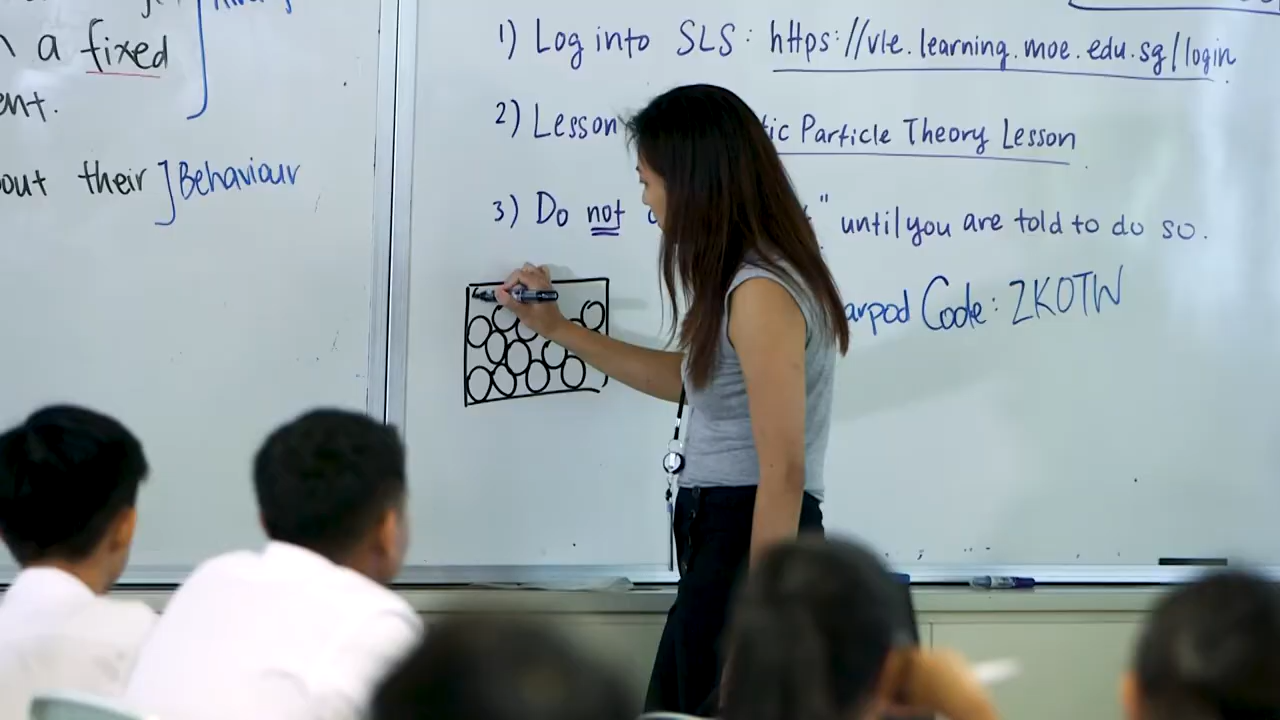 a fixed
ent.
out their ] Behaviour
1) Log into SLS: https://vle.learning.moe.edu.sg/login
2) Lesson tic Particle Theory Lesson
3) Do not " until you are told to do so.
arpod Code: ZKOTW